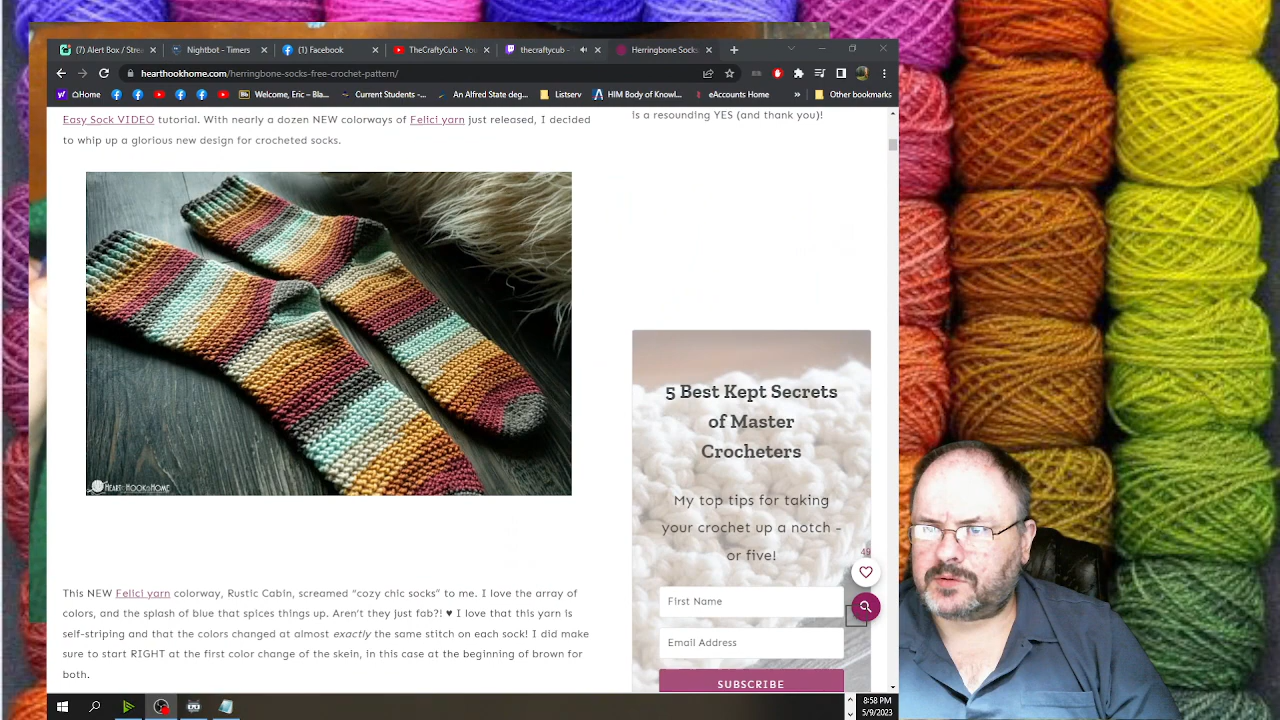 (7) Alert Box / Strea
Nightbot - Timers
(1) Facebook
TheCraftyCub - You
thecraftycub -
Herringbone Socks
hearthookhome.com/herringbone-socks-free-crochet-pattern/
Home
Welcome, Eric – Bla...
Current Students -...
An Alfred State deg...
Listserv
HIM Body of Knowl...
eAccounts Home
»
Other bookmarks
Easy Sock VIDEO tutorial. With nearly a dozen NEW colorways of Felici yarn just released, I decided
to whip up a glorious new design for crocheted socks.
is a resounding YES (and thank you)!
HEART HOOK HOME
This NEW Felici yarn colorway, Rustic Cabin, screamed “cozy chic socks” to me. I love the array of
colors, and the splash of blue that spices things up. Aren’t they just fab?! ♥ I love that this yarn is
self-striping and that the colors changed at almost exactly the same stitch on each sock! I did make
sure to start RIGHT at the first color change of the skein, in this case at the beginning of brown for
both.
5 Best Kept Secrets
of Master
Crocheters
My top tips for taking
your crochet up a notch -
or five!
49
First Name
Email Address
SUBSCRIBE
8:58 PM
5/9/2023